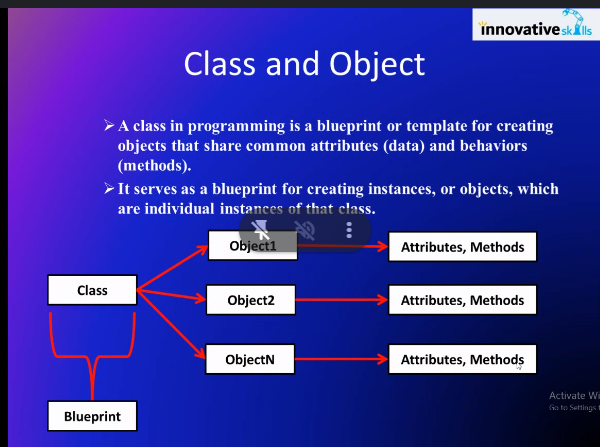 innovative skills
Class and Object
➢ A class in programming is a blueprint or template for creating
objects that share common attributes (data) and behaviors
(methods).
➢ It serves as a blueprint for creating instances, or objects, which
are individual instances of that class.
Object1
Attributes, Methods
Class
Object2
Attributes, Methods
ObjectN
Attributes, Methods
Blueprint
Activate
Go to Settings